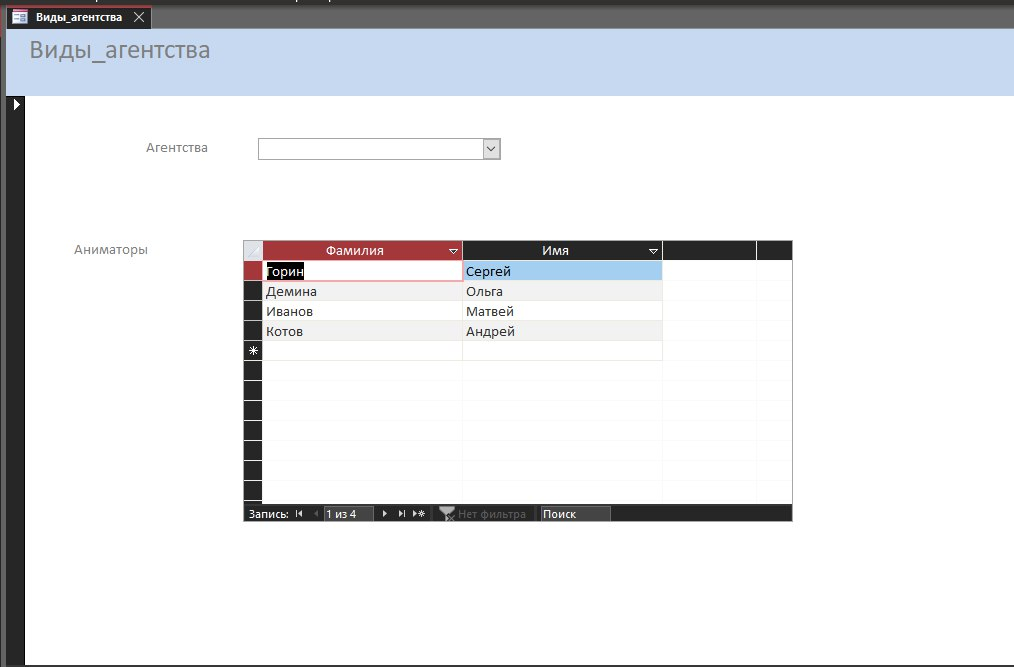 Виды_агентства
Виды_агентства
Агентства
Аниматоры
Фамилия Имя
Горин Сергей
Демина Ольга
Иванов Матвей
Котов Андрей
Запись: 1 из 4 Нет фильтра Поиск